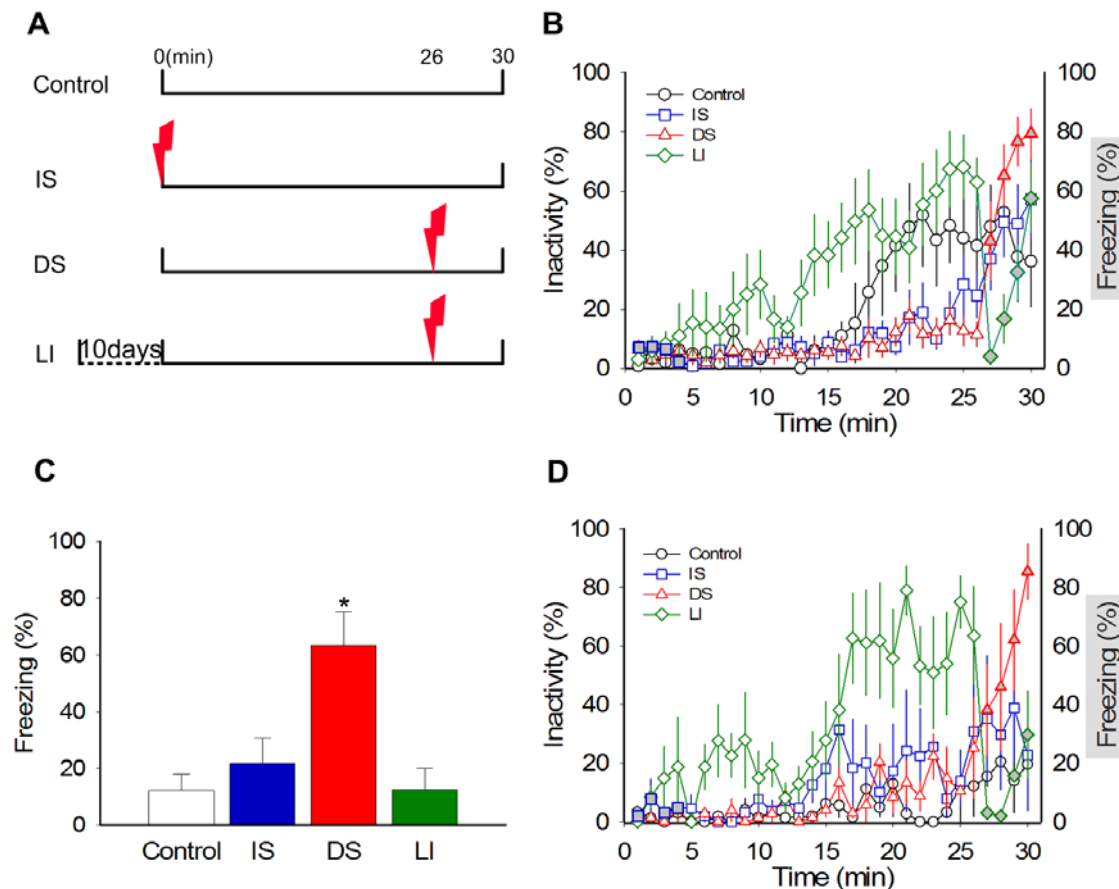 A
0(min) 26 30
Control
IS
DS
LI 10days
B
100 100
80 80
60 60
40 40
20 20
0 0
Control
IS
DS
LI
Inactivity (%)
Freezing (%)
0 1 5 10 15 20 25 30
Time (min)
C
100
80
60
40
20
0
Freezing (%)
*
Control IS DS LI
D
100 100
80 80
60 60
40 40
20 20
0 0
Control
IS
DS
LI
Inactivity (%)
Freezing (%)
0 1 5 10 15 20 25 30
Time (min)